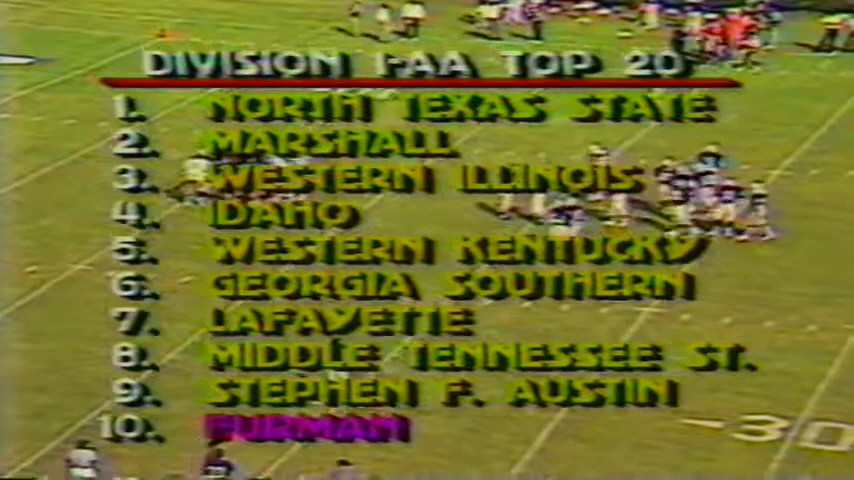 DIVISION I-AA TOP 20
1. NORTH TEXAS STATE
2. MARSHALL
3. WESTERN ILLINOIS
4. IDAHO
5. WESTERN KENTUCKY
6. GEORGIA SOUTHERN
7. LAFAYETTE
8. MIDDLE TENNESSEE ST.
9. STEPHEN F. AUSTIN
10. FURMAN
-30